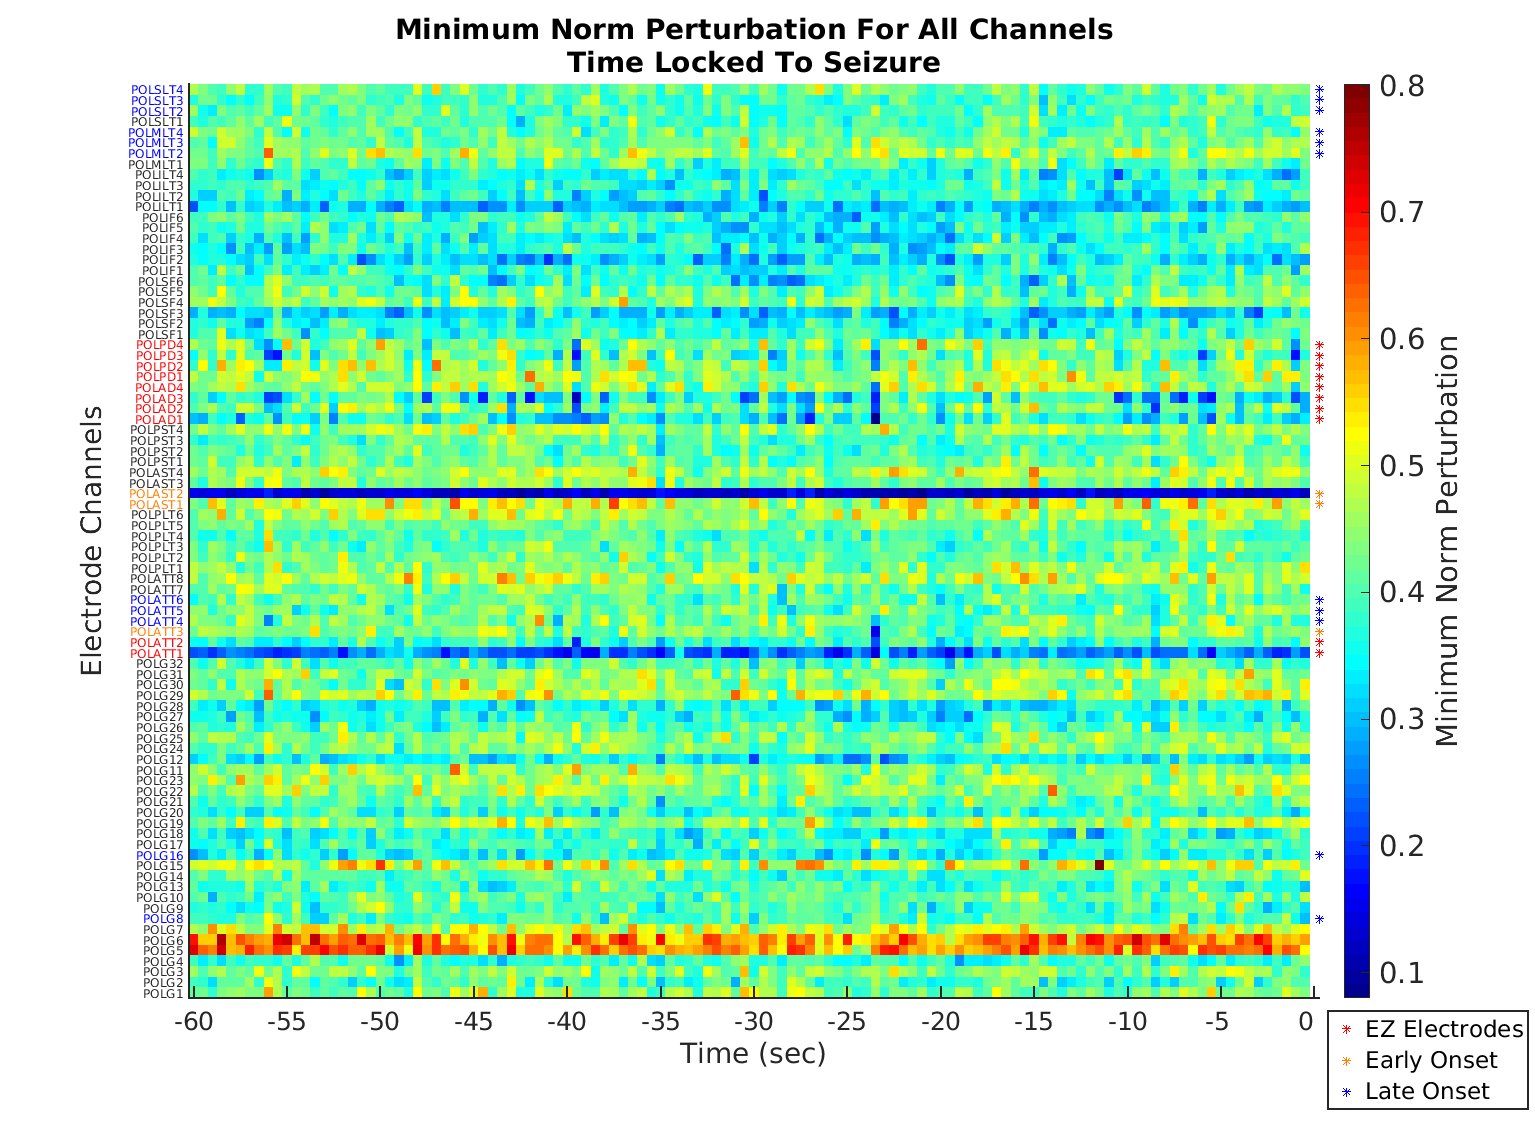 Minimum Norm Perturbation For All Channels
Time Locked To Seizure
Electrode Channels
POLSLT4
POLSLT3
POLSLT2
POLSLT1
POLMLT4
POLMLT3
POLMLT2
POLMLT1
POLILT4
POLILT3
POLILT2
POLILT1
POLIF6
POLIF5
POLIF4
POLIF3
POLIF2
POLIF1
POLSF6
POLSF5
POLSF4
POLSF3
POLSF2
POLSF1
POLPD4
POLPD3
POLPD2
POLPD1
POLAD4
POLAD3
POLAD2
POLAD1
POLPST4
POLPST3
POLPST2
POLPST1
POLAST4
POLAST3
POLAST2
POLAST1
POLPLT6
POLPLT5
POLPLT4
POLPLT3
POLPLT2
POLPLT1
POLATT8
POLATT7
POLATT6
POLATT5
POLATT4
POLATT3
POLATT2
POLATT1
POLG32
POLG31
POLG30
POLG29
POLG28
POLG27
POLG26
POLG25
POLG24
POLG12
POLG11
POLG23
POLG22
POLG21
POLG20
POLG19
POLG18
POLG17
POLG16
POLG15
POLG14
POLG13
POLG10
POLG9
POLG8
POLG7
POLG6
POLG5
POLG4
POLG3
POLG2
POLG1
-60 -55 -50 -45 -40 -35 -30 -25 -20 -15 -10 -5 0
Time (sec)
0.8
0.7
0.6
0.5
0.4
0.3
0.2
0.1
Minimum Norm Perturbation
EZ Electrodes
Early Onset
Late Onset